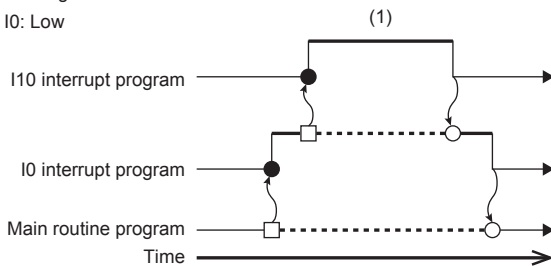 I0: Low
(1)
I10 interrupt program
I0 interrupt program
Main routine program
Time